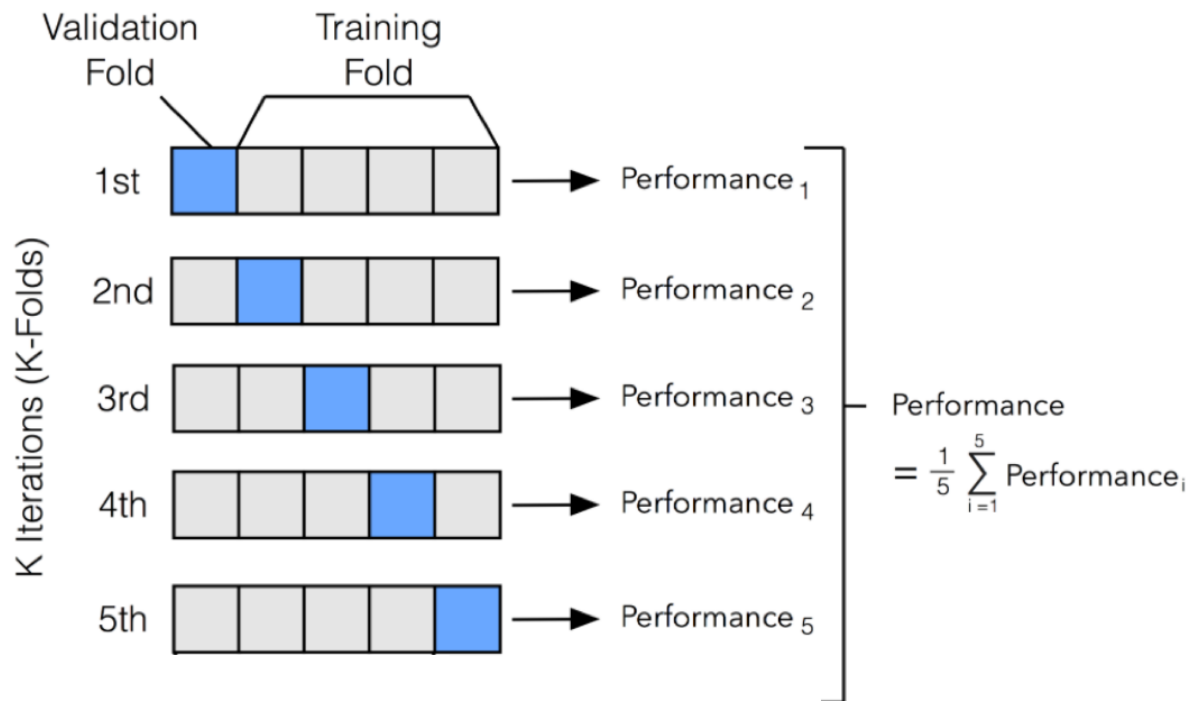 Validation
Fold
Training
Fold
K Iterations (K-Folds)
1st
Performance 1
2nd
Performance 2
3rd
Performance 3
4th
Performance 4
5th
Performance 5
Performance
= 1/5 5∑i=1 Performance i